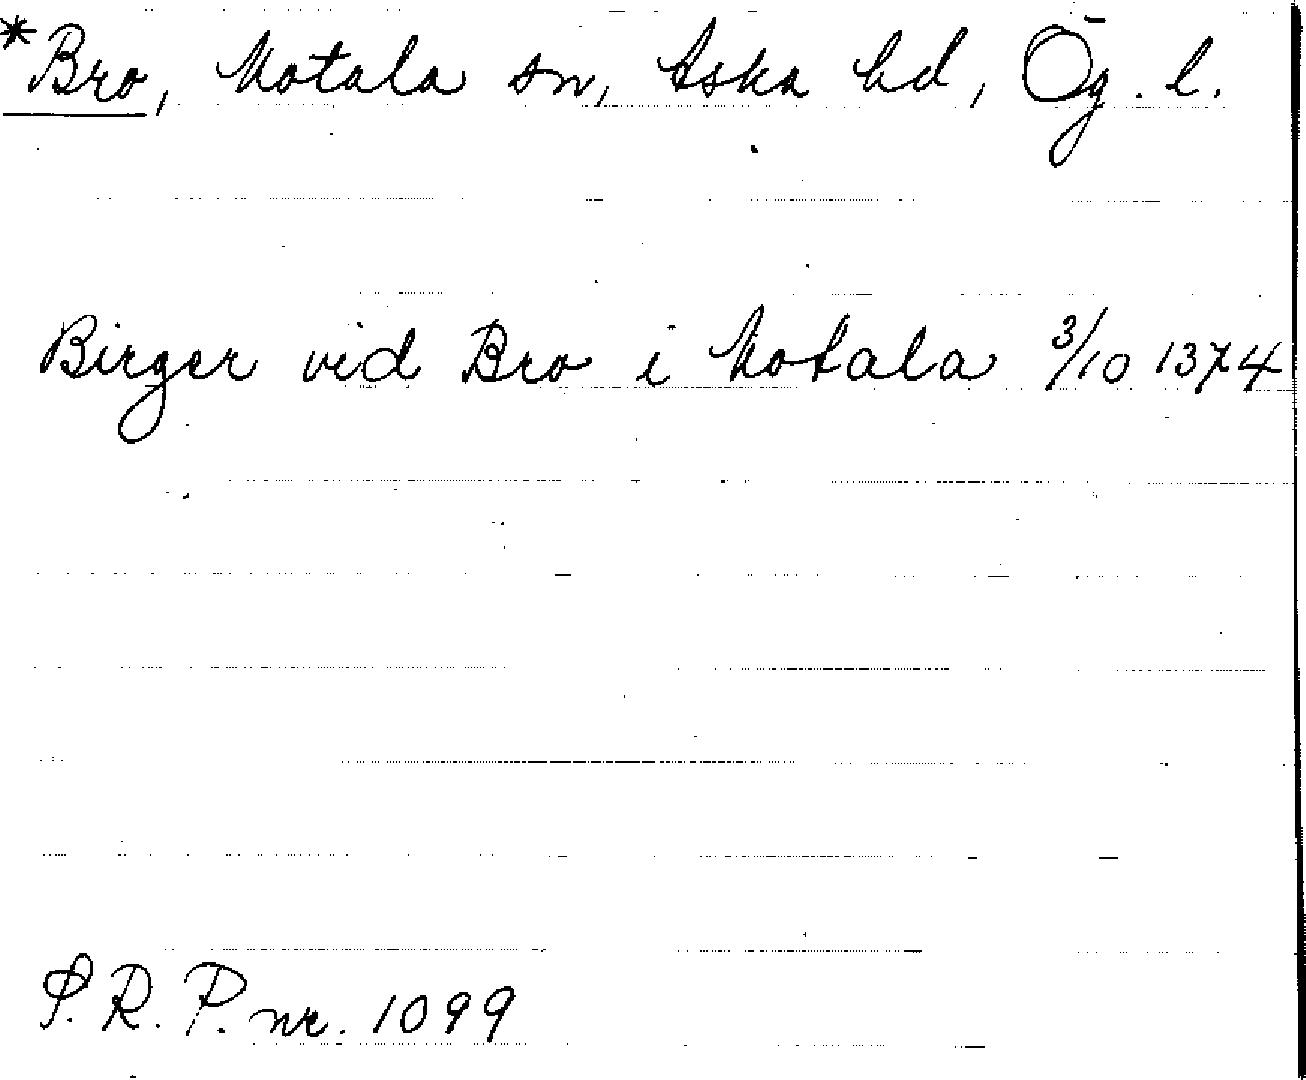 *Bro, Motala sn, Aska hd, Ög. l.
Birger vid Bro i Motala 3/10 1374
S.R.P. nr. 1099